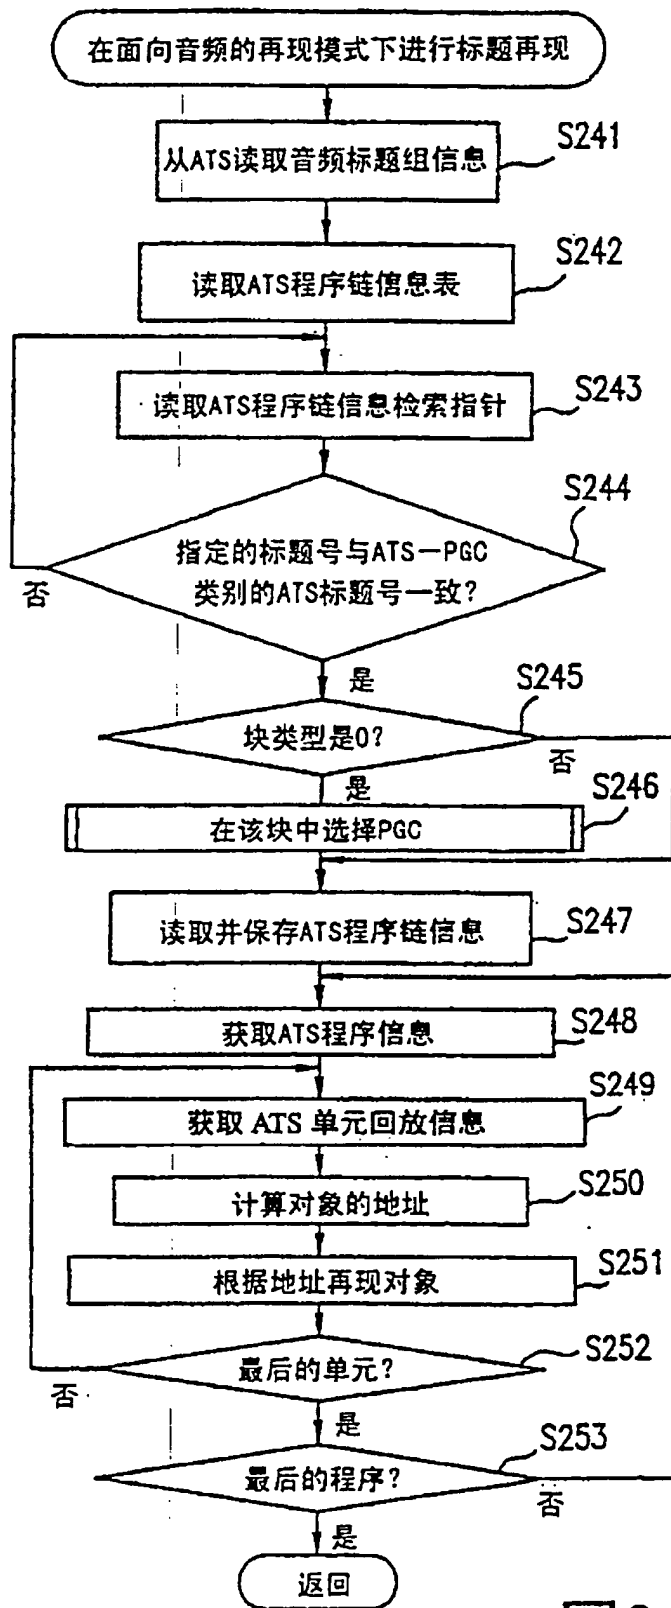 在面向音频的再现模式下进行标题再现
S241
从ATS读取音频标题组信息
S242
读取ATS程序链信息表
S243
读取ATS程序链信息检索指针
S244
指定的标题号与ATS－PGC
类别的ATS标题号一致?
否
是
S245
块类型是0?
否
是
S246
在该块中选择PGC
S247
读取并保存ATS程序链信息
S248
获取ATS程序信息
S249
获取 ATS 单元回放信息
S250
计算对象的地址
S251
根据地址再现对象
S252
最后的单元?
否
是
S253
最后的程序?
否
是
返回